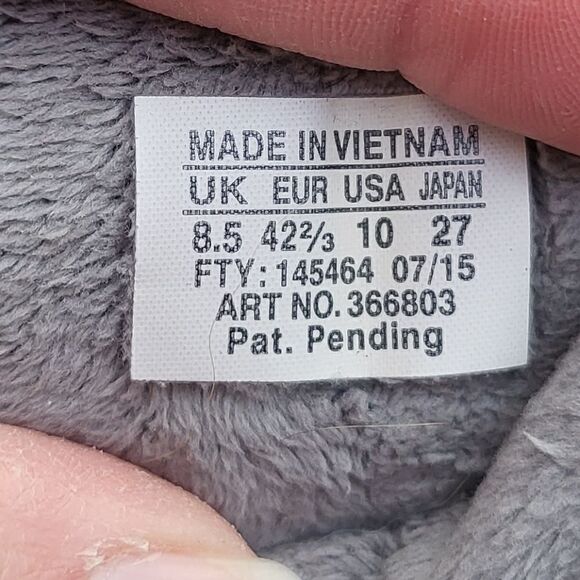 MADE IN VIETNAM
UK EUR USA JAPAN
8.5 42⅔ 10 27
FTY: 145464 07/15
ART NO. 366803
Pat. Pending